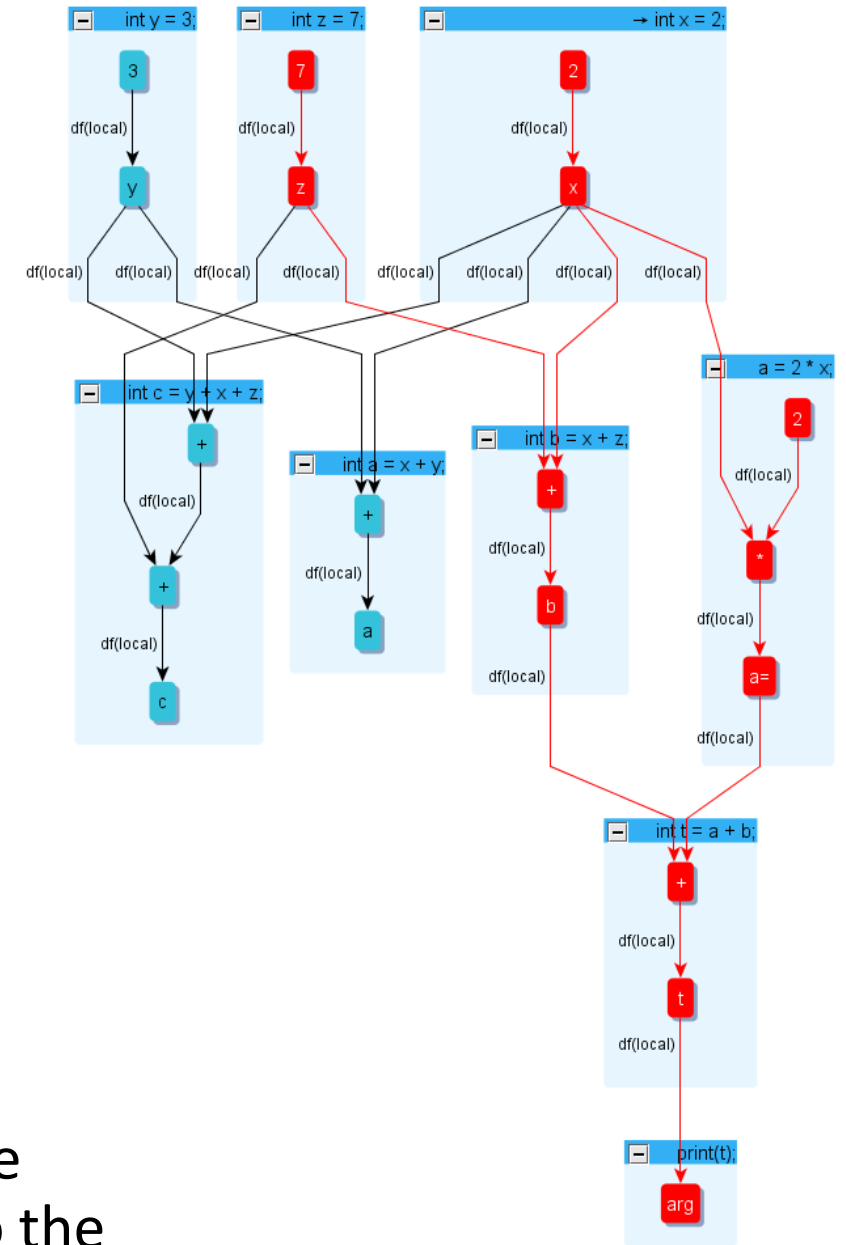 int y = 3;
int z = 7;
→ int x = 2;
3
7
2
df(local)
df(local)
df(local)
y
z
x
df(local)
df(local)
df(local)
df(local)
df(local)
df(local)
df(local)
df(local)
a = 2 * x;
int c = y + x + z;
2
int b = x + z;
+
int a = x + y;
df(local)
+
df(local)
+
df(local)
*
df(local)
+
df(local)
b
df(local)
a
df(local)
a=
df(local)
c
df(local)
int t = a + b;
+
df(local)
t
df(local)
print(t);
e
o the
arg